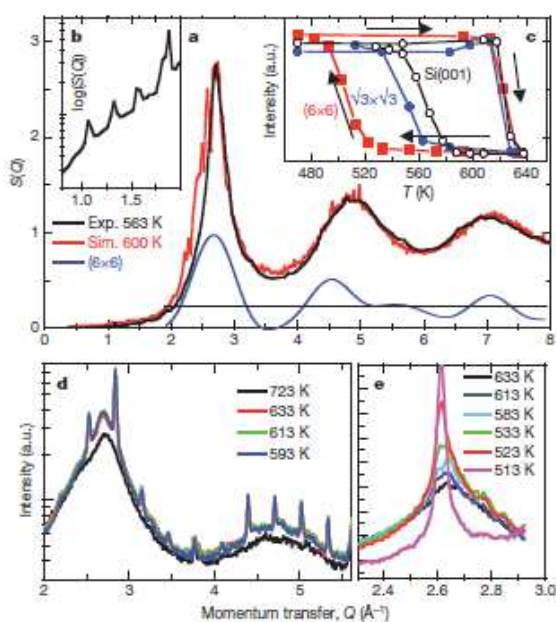 b
a
c
log[S(Q)]
1.0
1.5
S(Q)
3
2
1
0
0
1
2
3
4
5
6
7
8
Exp. 563 K
Sim. 600 K
(6×6)
Intensity (a.u.)
(6×6)
√3×√3
Si(001)
480
520
560
600
640
T (K)
d
723 K
633 K
613 K
593 K
Intensity (a.u.)
2
3
4
5
e
633 K
613 K
583 K
533 K
523 K
513 K
2.4
2.6
2.8
3.0
Momentum transfer, Q (Å⁻¹)